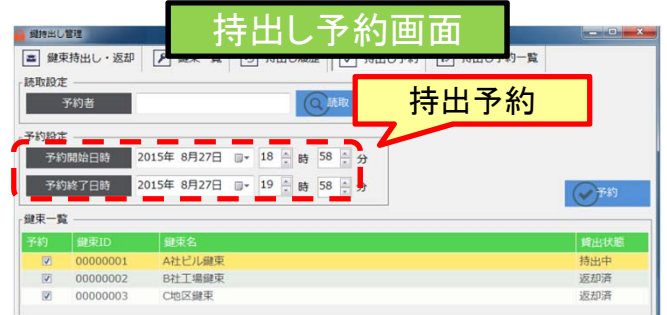 持出し予約画面
鍵持出し管理
鍵束持出し・返却
持出し予約一覧
読取設定
予約者
読取
持出予約
予約設定
予約開始日時 2015年 8月27日 18 時 58 分
予約終了日時 2015年 8月27日 19 時 58 分
予約
鍵束一覧
予約 鍵束ID 鍵束名 貸出状態
00000001 A社ビル鍵束 持出中
00000002 B社工場鍵束 返却済
00000003 C地区鍵束 返却済